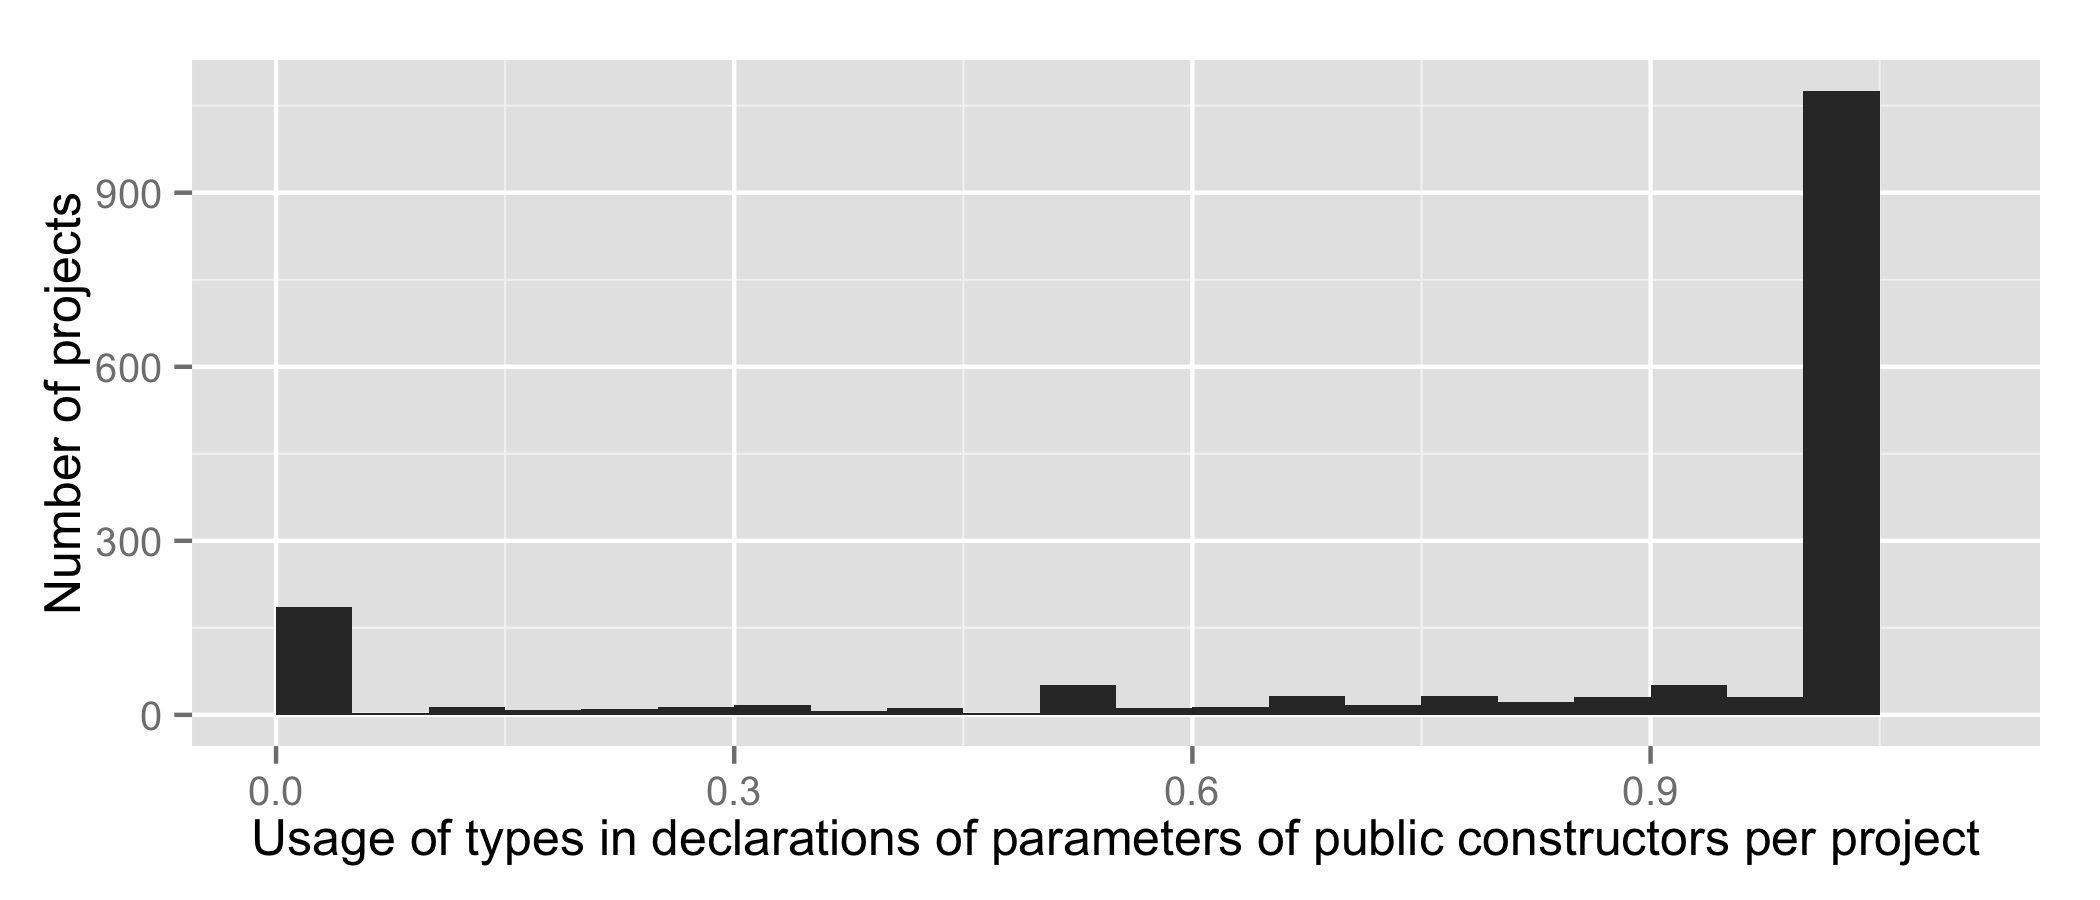 Number of projects
900
600
300
0
0.0 0.3 0.6 0.9
Usage of types in declarations of parameters of public constructors per project